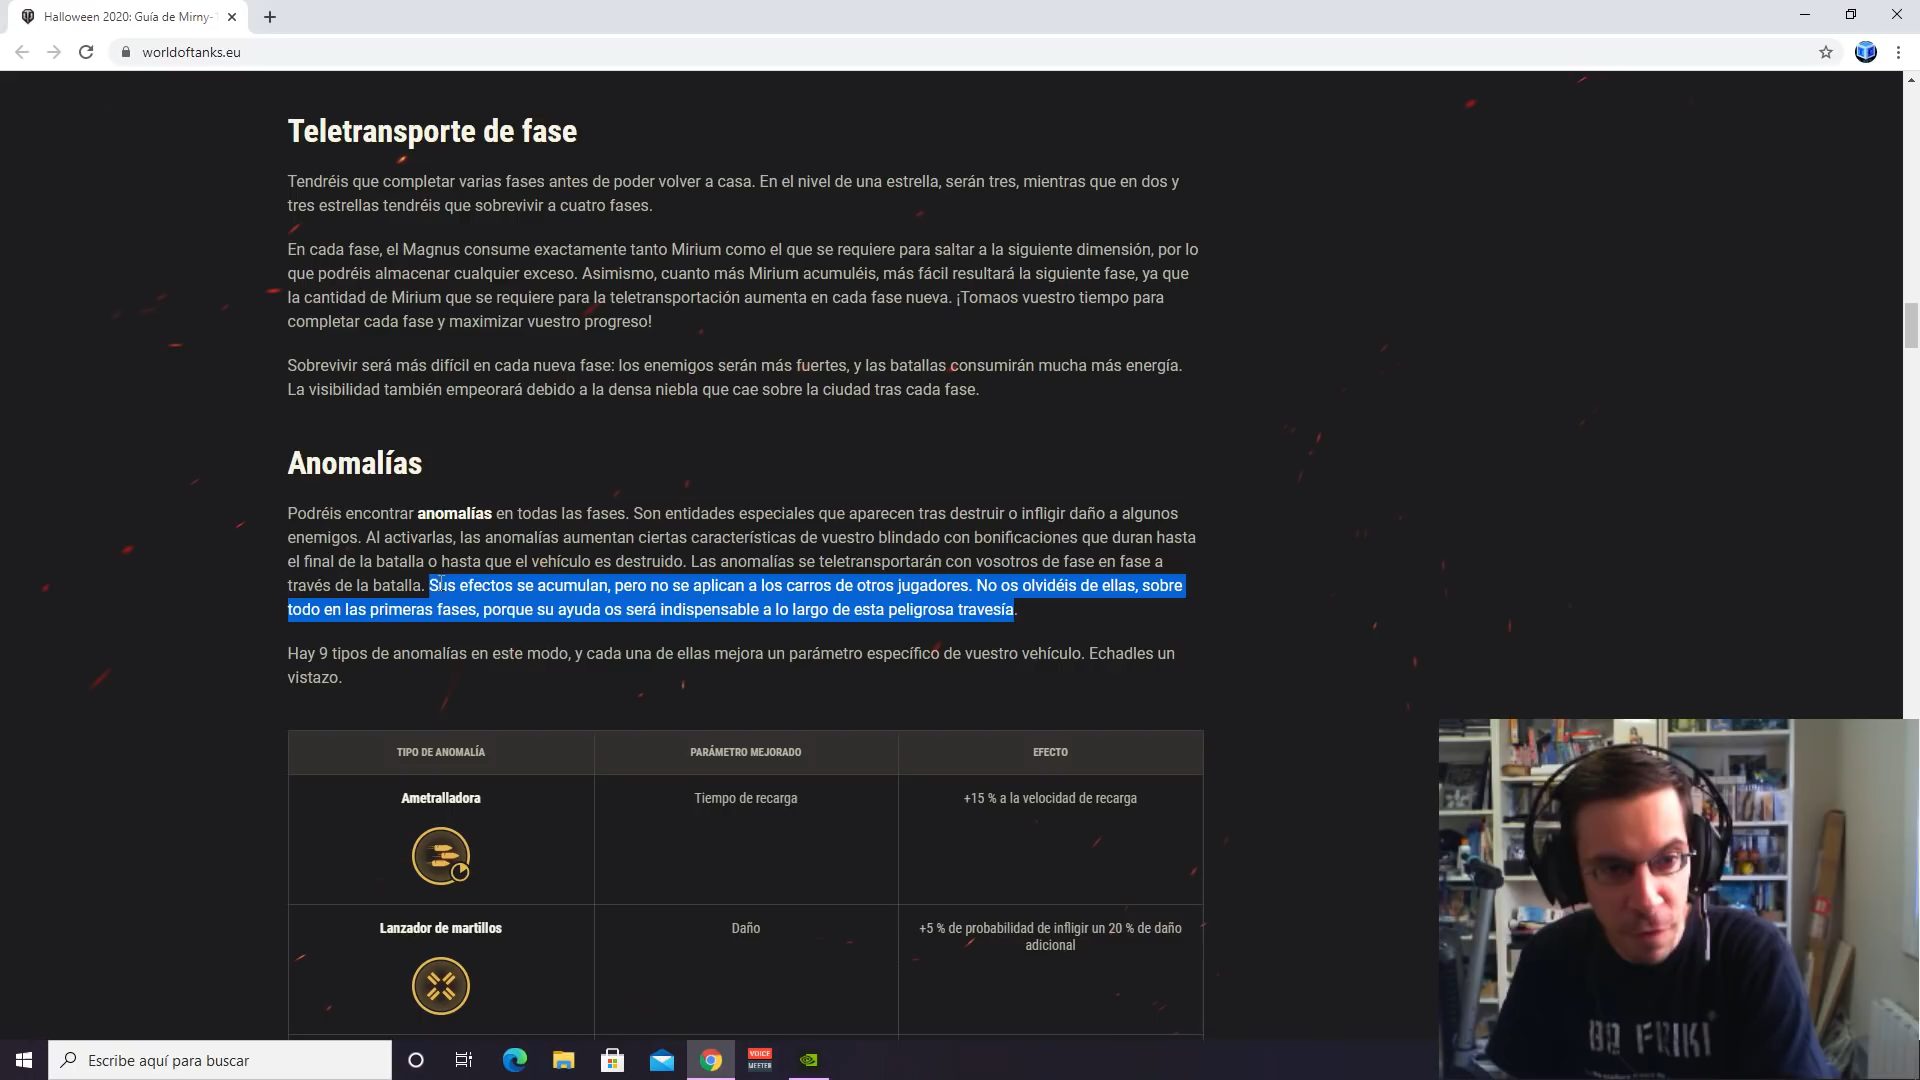 Halloween 2020: Guía de Mirny-
worldoftanks.eu
Teletransporte de fase
Tendréis que completar varias fases antes de poder volver a casa. En el nivel de una estrella, serán tres, mientras que en dos y
tres estrellas tendréis que sobrevivir a cuatro fases.
En cada fase, el Magnus consume exactamente tanto Mirium como el que se requiere para saltar a la siguiente dimensión, por lo
que podréis almacenar cualquier exceso. Asimismo, cuanto más Mirium acumuléis, más fácil resultará la siguiente fase, ya que
la cantidad de Mirium que se requiere para la teletransportación aumenta en cada fase nueva. ¡Tomaos vuestro tiempo para
completar cada fase y maximizar vuestro progreso!
Sobrevivir será más difícil en cada nueva fase: los enemigos serán más fuertes, y las batallas consumirán mucha más energía.
La visibilidad también empeorará debido a la densa niebla que cae sobre la ciudad tras cada fase.
Anomalías
Podréis encontrar anomalías en todas las fases. Son entidades especiales que aparecen tras destruir o infligir daño a algunos
enemigos. Al activarlas, las anomalías aumentan ciertas características de vuestro blindado con bonificaciones que duran hasta
el final de la batalla o hasta que el vehículo es destruido. Las anomalías se teletransportarán con vosotros de fase en fase a
través de la batalla. Sus efectos se acumulan, pero no se aplican a los carros de otros jugadores. No os olvidéis de ellas, sobre
todo en las primeras fases, porque su ayuda os será indispensable a lo largo de esta peligrosa travesía.
Hay 9 tipos de anomalías en este modo, y cada una de ellas mejora un parámetro específico de vuestro vehículo. Echadles un
vistazo.
TIPO DE ANOMALÍA PARÁMETRO MEJORADO EFECTO
Ametralladora Tiempo de recarga +15 % a la velocidad de recarga
Lanzador de martillos Daño +5 % de probabilidad de infligir un 20 % de daño
adicional
FRIKI
Escribe aquí para buscar
VOICE
MEETER